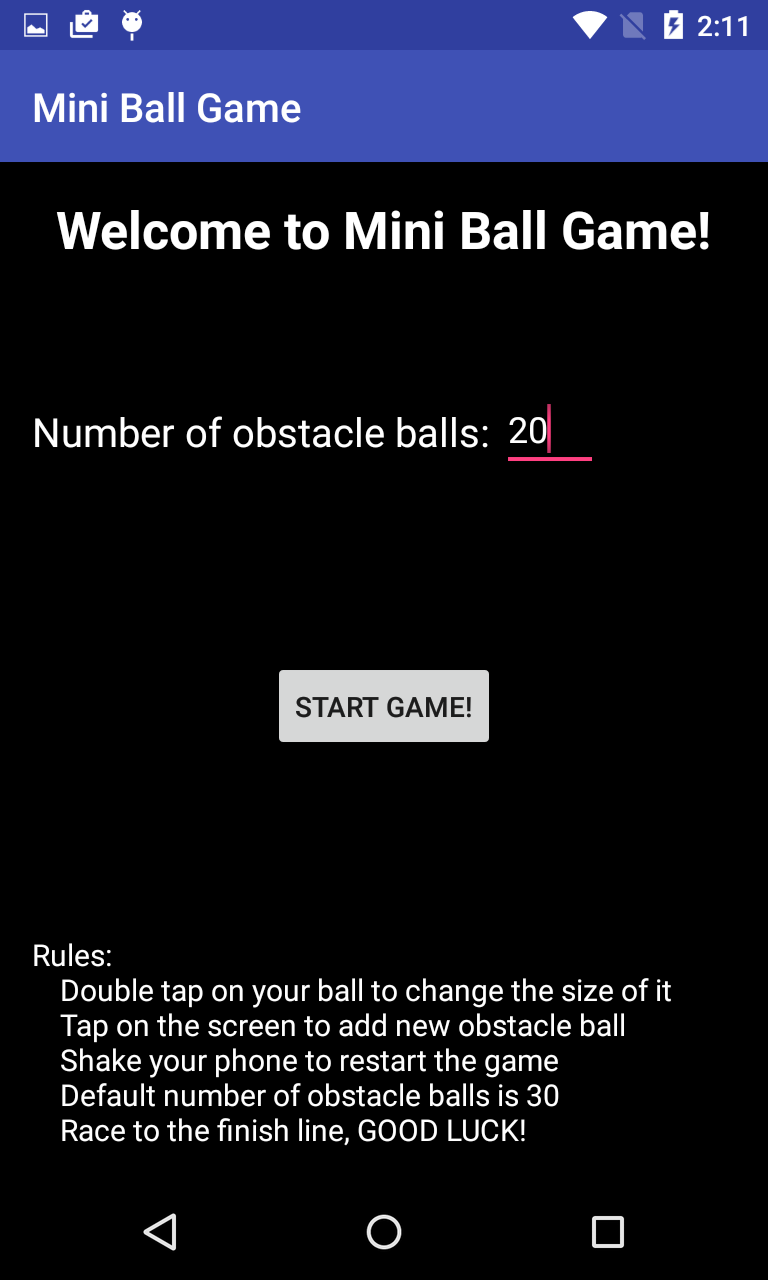 2:11
Mini Ball Game
Welcome to Mini Ball Game!
Number of obstacle balls: 20
START GAME!
Rules:
Double tap on your ball to change the size of it
Tap on the screen to add new obstacle ball
Shake your phone to restart the game
Default number of obstacle balls is 30
Race to the finish line, GOOD LUCK!